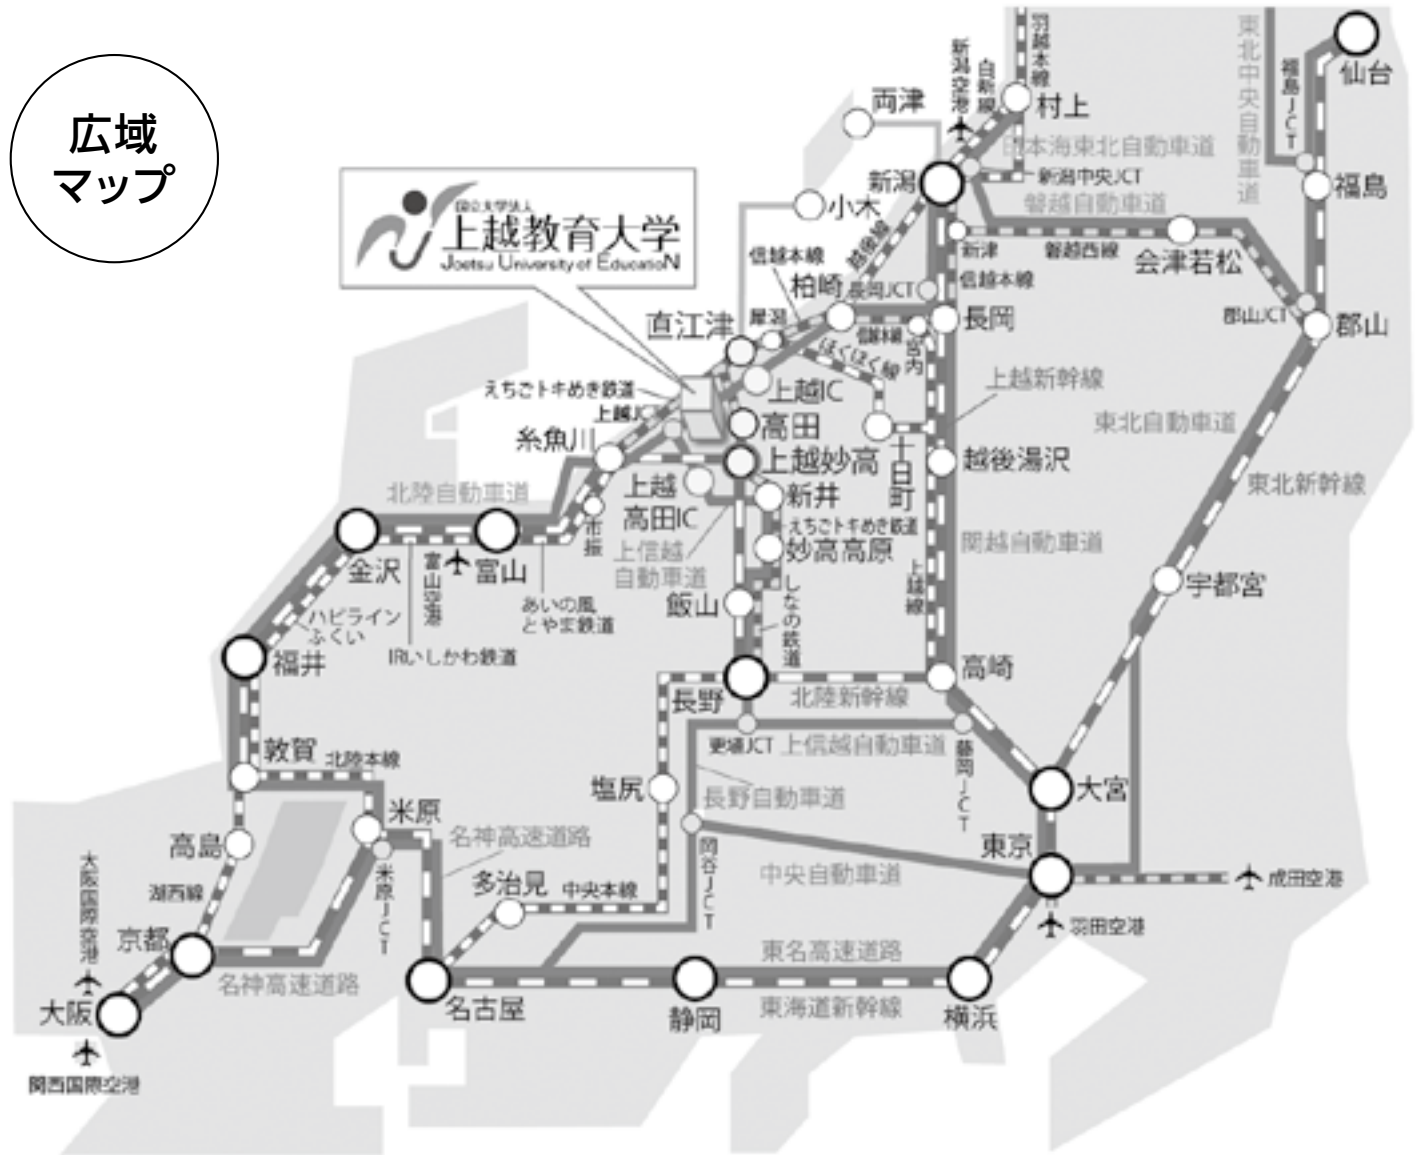 広域
マップ
国立大学法人
上越教育大学
Joetsu University of Education
羽越本線
白新線
新潟空港
村上
両津
日本海東北自動車道
新潟中央JCT
新潟
小木
磐越自動車道
東北中央自動車道
福島JCT
仙台
福島
越後線
信越本線
新津
磐越西線
会津若松
柏崎
長岡JCT
信越本線
郡山JCT
郡山
直江津
犀潟
信越本線
宮内
長岡
ほくほく線
上越新幹線
えちごトキめき鉄道
上越JCT
上越IC
高田
東北自動車道
糸魚川
上越妙高
十日町
越後湯沢
東北新幹線
上越
高田IC
新井
北陸自動車道
市振
えちごトキめき鉄道
上信越
自動車道
妙高高原
関越自動車道
上越線
金沢
富山空港
富山
宇都宮
あいの風
とやま鉄道
飯山
しなの鉄道
ハピライン
ふくい
IRいしかわ鉄道
福井
長野
北陸新幹線
高崎
敦賀
北陸本線
更埴JCT
上信越自動車道
藤岡JCT
塩尻
長野自動車道
大宮
米原
高島
名神高速道路
岡谷JCT
東京
大阪国際空港
湖西線
米原JCT
多治見
中央本線
中央自動車道
成田空港
羽田空港
京都
名神高速道路
東名高速道路
大阪
名古屋
静岡
東海道新幹線
横浜
関西国際空港